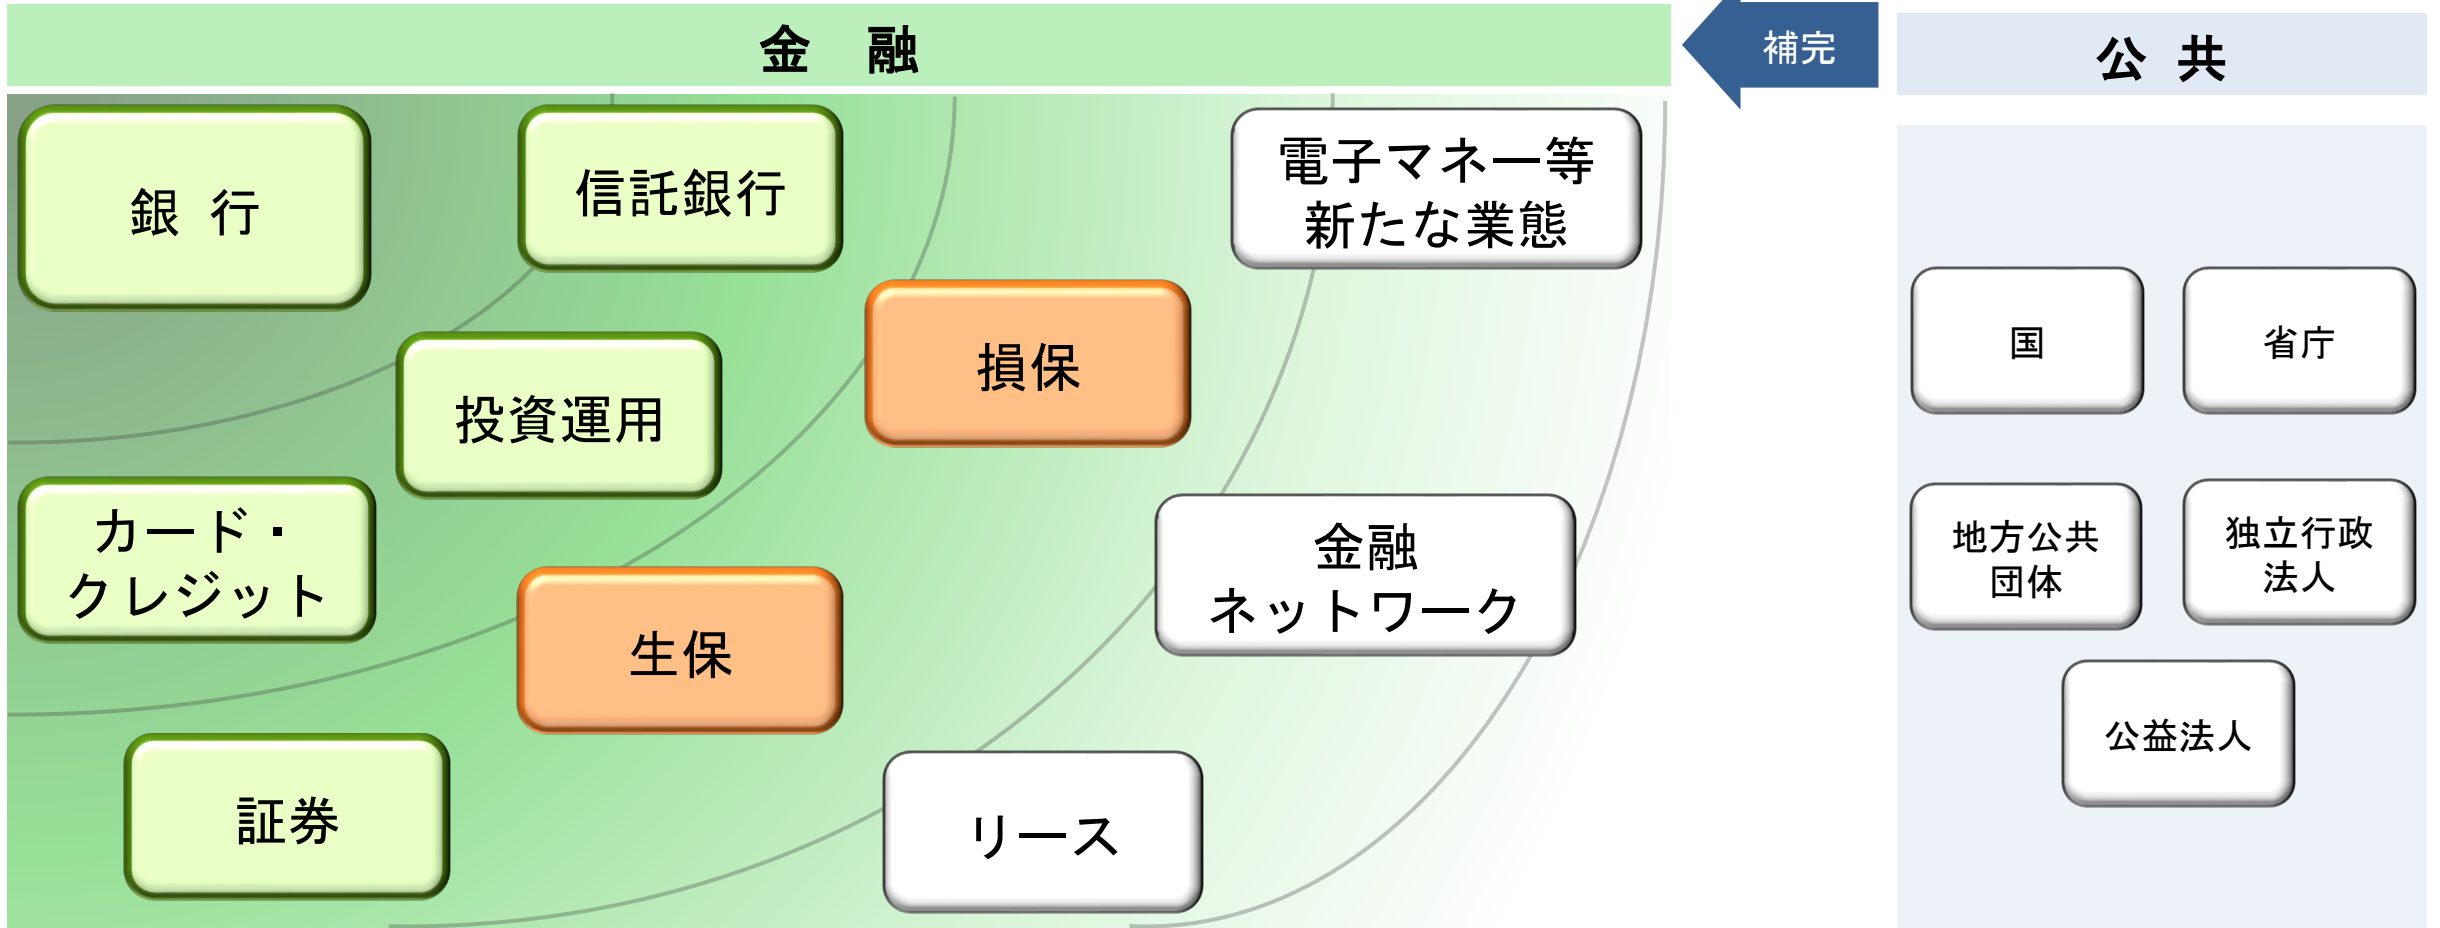 金　融
補完
公 共
銀 行
信託銀行
電子マネー等
新たな業態
損保
投資運用
カード・
クレジット
金融
ネットワーク
生保
証券
リース
国
省庁
地方公共
団体
独立行政
法人
公益法人